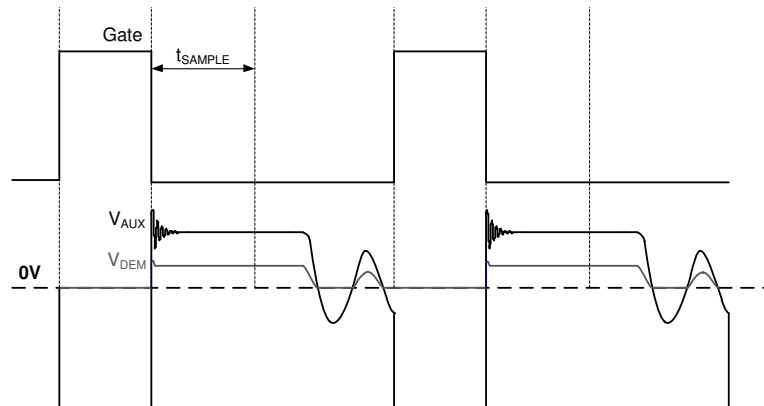 Gate
tSAMPLE
VAUX
VDEM
0V